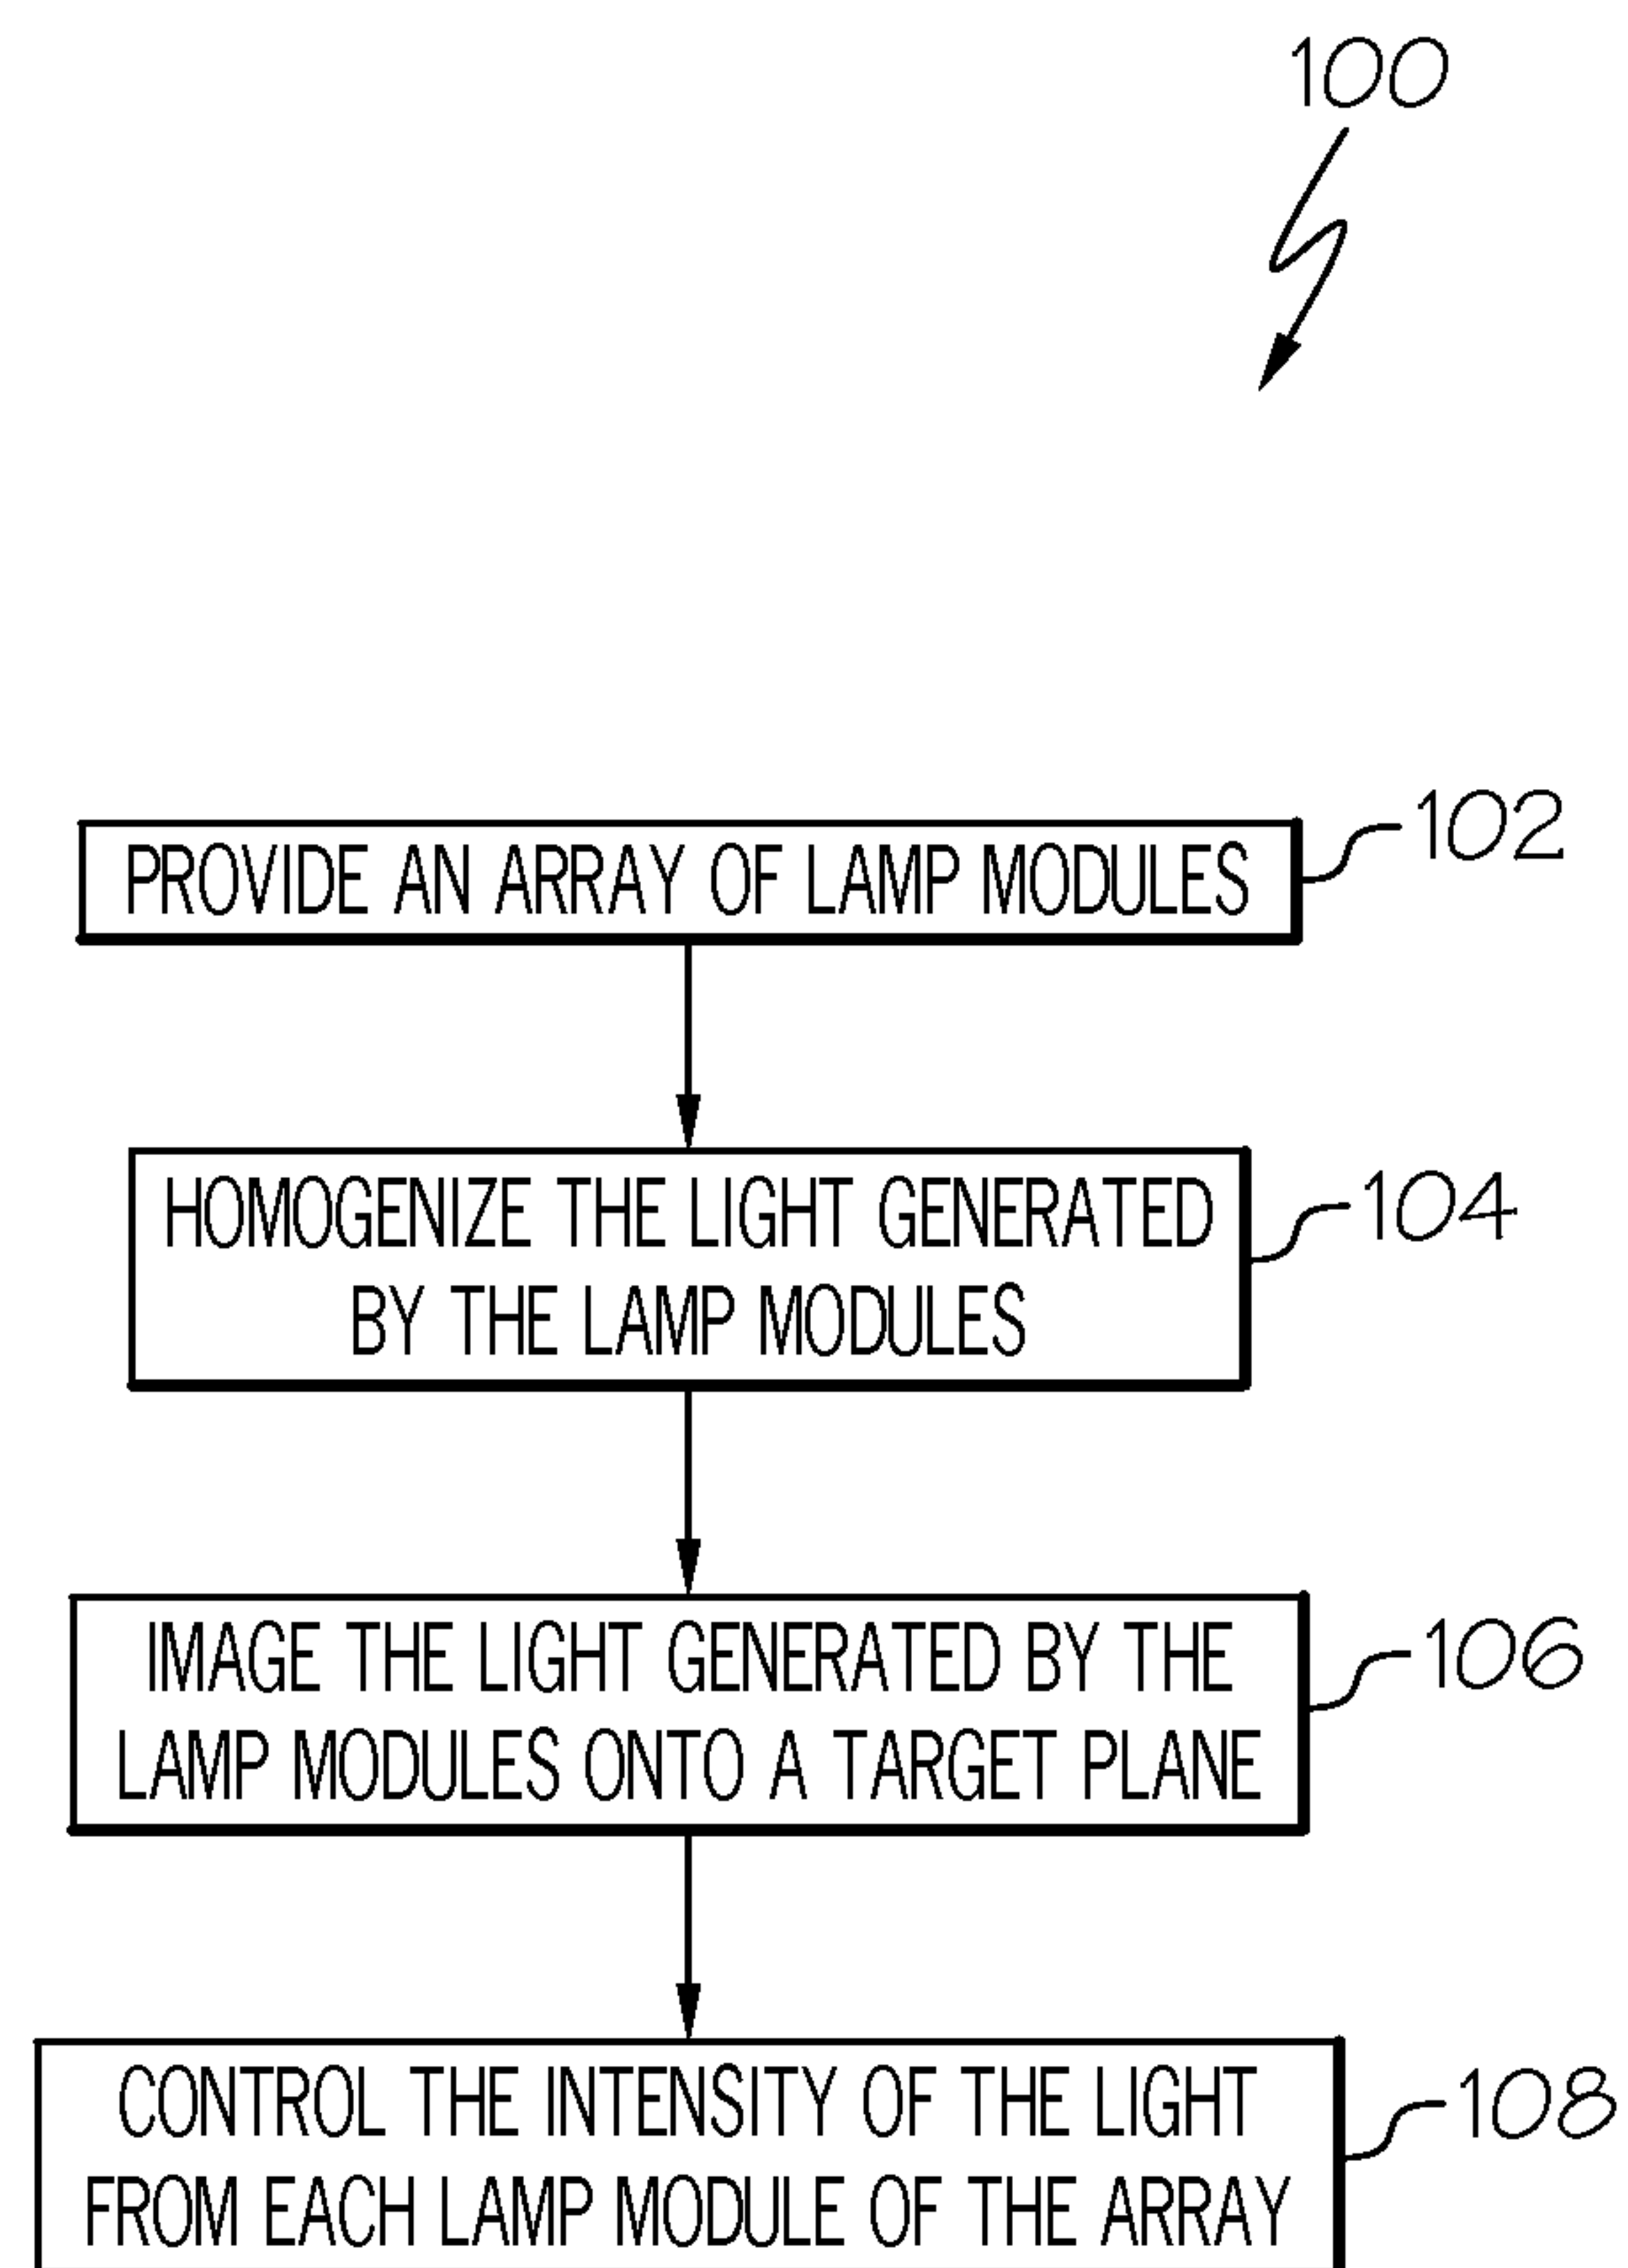 100
PROVIDE AN ARRAY OF LAMP MODULES
102
HOMOGENIZE THE LIGHT GENERATED
BY THE LAMP MODULES
104
IMAGE THE LIGHT GENERATED BY THE
LAMP MODULES ONTO A TARGET PLANE
106
CONTROL THE INTENSITY OF THE LIGHT
FROM EACH LAMP MODULE OF THE ARRAY
108